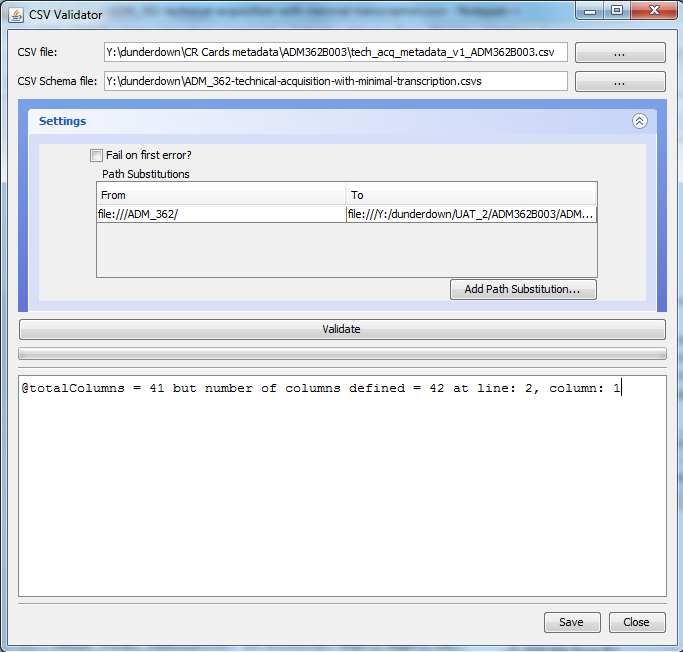 CSV Validator
CSV file: Y:\dunderdown\CR Cards metadata\ADM362B003\tech_acq_metadata_v1_ADM362B003.csv ...
CSV Schema file: Y:\dunderdown\ADM_362-technical-acquisition-with-minimal-transcription.csvs ...
Settings
Fail on first error?
Path Substitutions
From To
file:///ADM_362/ file:///Y:/dunderdown/UAT_2/ADM362B003/ADM...
Add Path Substitution...
Validate
@totalColumns = 41 but number of columns defined = 42 at line: 2, column: 1
Save Close